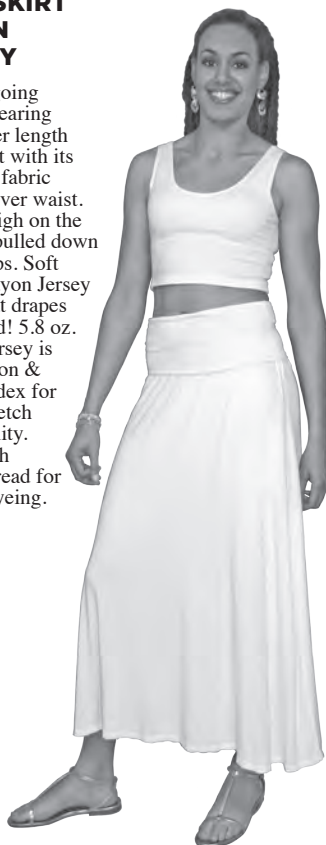 SKIRT
N
Y
oing
earing
er length
t with its
fabric
ver waist.
igh on the
pulled down
ps. Soft
yon Jersey
t drapes
d! 5.8 oz.
rsey is
on &
dex for
etch
ity.
h
read for
yeing.